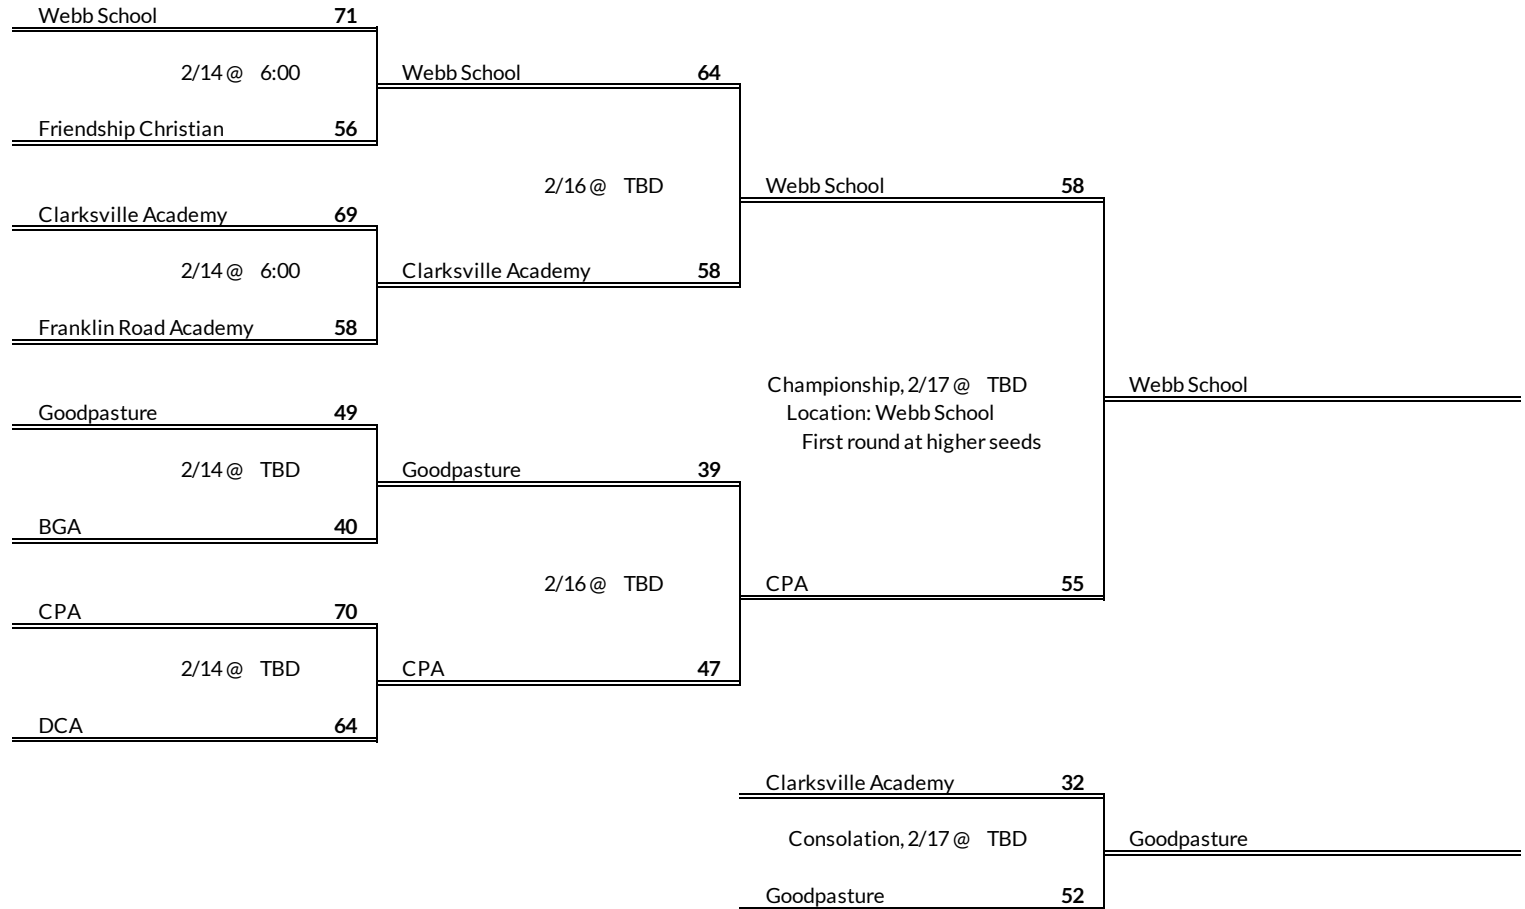 Webb School 71
2/14 @ 6:00
Webb School 64
Friendship Christian 56
2/16 @ TBD
Webb School 58
Clarksville Academy 69
2/14 @ 6:00
Clarksville Academy 58
Franklin Road Academy 58
Championship, 2/17 @ TBD
Webb School
Location: Webb School
First round at higher seeds
Goodpasture 49
2/14 @ TBD
Goodpasture 39
BGA 40
2/16 @ TBD
CPA 55
CPA 70
2/14 @ TBD
CPA 47
DCA 64
Clarksville Academy 32
Consolation, 2/17 @ TBD
Goodpasture
Goodpasture 52